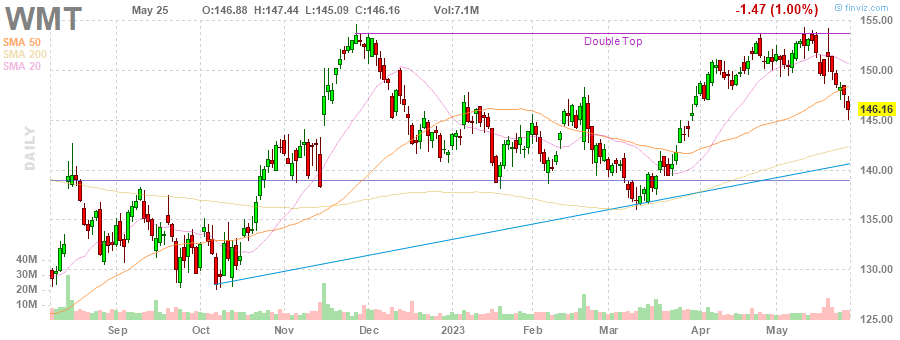 WMT May 25 O:146.88 H:147.44 L:145.09 C:146.16 Vol:7.1M -1.47 (1.00%) finviz.com
155.00
SMA 50
Double Top
SMA 200
SMA 20
150.00
146.16
145.00
DAILY
140.00
135.00
40M
30M
130.00
20M
10M
125.00
Sep Oct Nov Dec 2023 Feb Mar Apr May